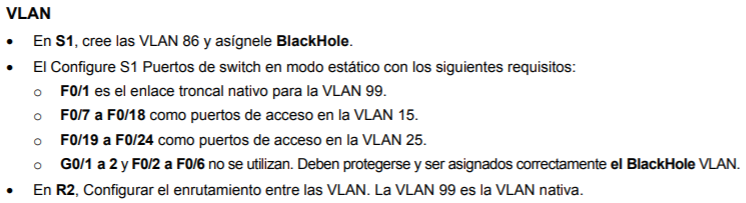 VLAN
• En S1, cree las VLAN 86 y asígnele BlackHole.
• El Configure S1 Puertos de switch en modo estático con los siguientes requisitos:
o F0/1 es el enlace troncal nativo para la VLAN 99.
o F0/7 a F0/18 como puertos de acceso en la VLAN 15.
o F0/19 a F0/24 como puertos de acceso en la VLAN 25.
o G0/1 a 2 y F0/2 a F0/6 no se utilizan. Deben protegerse y ser asignados correctamente el BlackHole VLAN.
• En R2, Configurar el enrutamiento entre las VLAN. La VLAN 99 es la VLAN nativa.